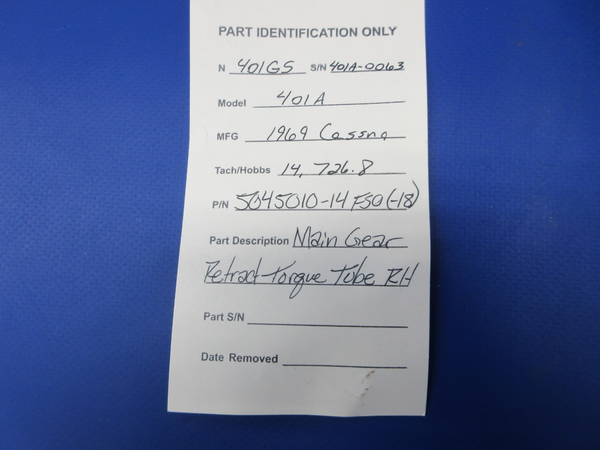 PART IDENTIFICATION ONLY
N 401GS S/N 401A-0063
Model 401A
MFG 1969 Cessna
Tach/Hobbs 14,726.8
P/N 5045010-14 FSO(-18)
Part Description Main Gear
Retract Torque Tube RH
Part S/N
Date Removed